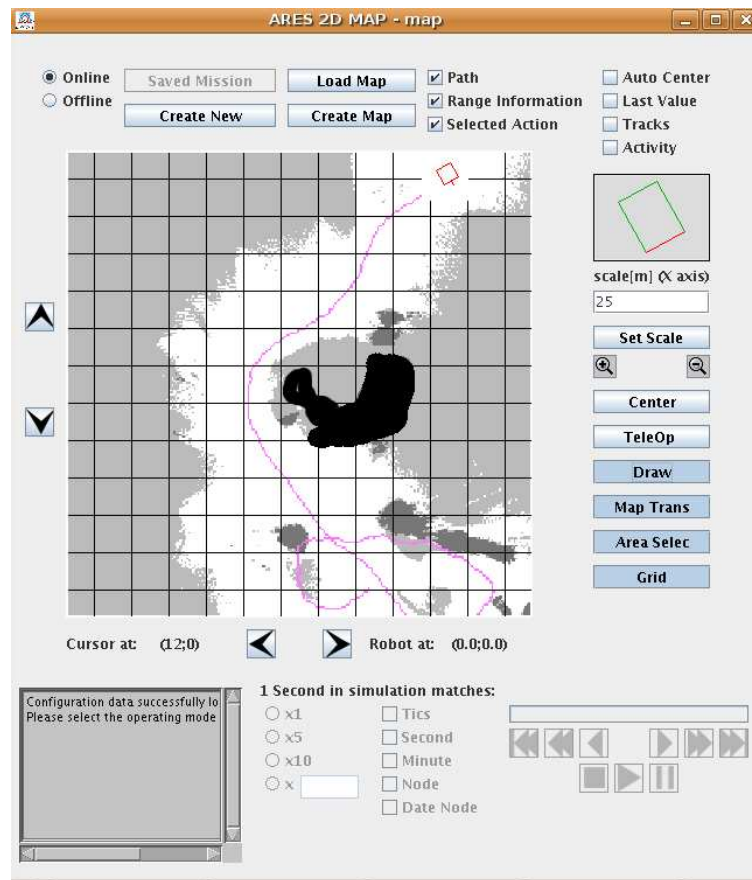 ARES 2D MAP - map
Online
Saved Mission
Load Map
Path
Auto Center
Offline
Range Information
Last Value
Create New
Create Map
Selected Action
Tracks
Activity
scale[m] (X axis)
25
Set Scale
Center
TeleOp
Draw
Map Trans
Area Selec
Grid
Cursor at: (12;0)
Robot at: (0.0;0.0)
Configuration data successfully lo
Please select the operating mode
1 Second in simulation matches:
x1
Tics
x5
Second
x10
Minute
x
Node
Date Node